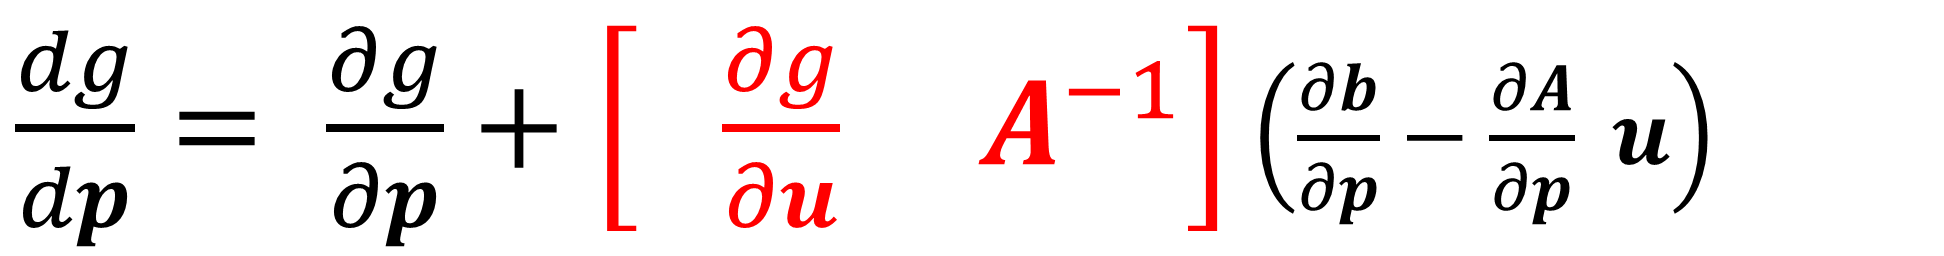 dg/d𝒑 = ∂g/∂𝒑 + [ ∂g/∂𝒖 𝑨⁻¹ ] (∂𝒃/∂𝒑 − ∂𝑨/∂𝒑 𝒖)